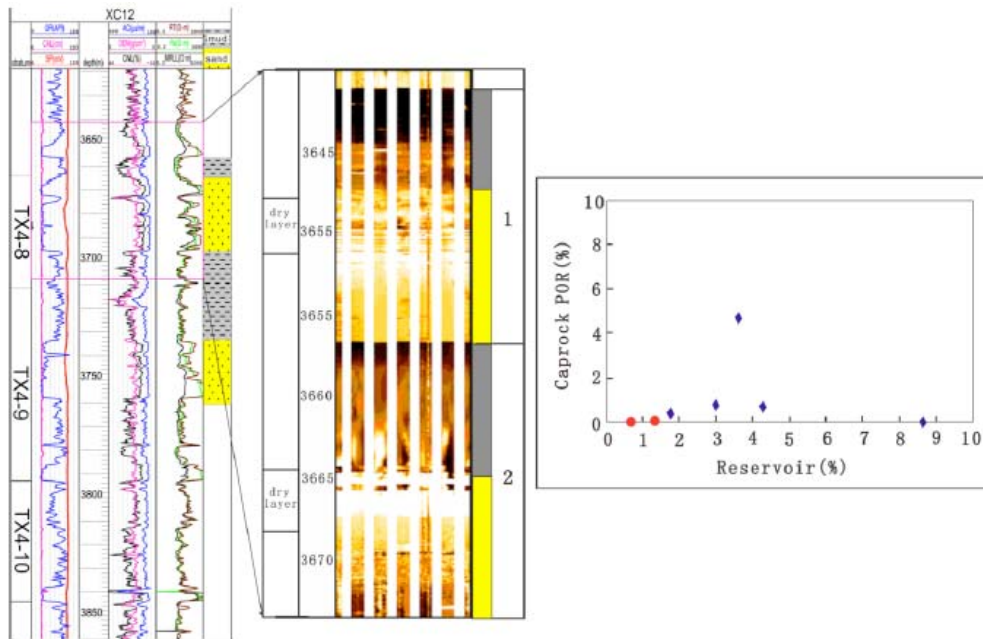 XC12
mud
sand
depth(m)
3650
3700
3750
3800
3850
TX4-8
TX4-9
TX4-10
dry
layer
dry
layer
3645
3655
3655
3660
3665
3670
1
2
10
8
6
4
2
0
Caprock POR(%)
0 1 2 3 4 5 6 7 8 9 10
Reservoir(%)